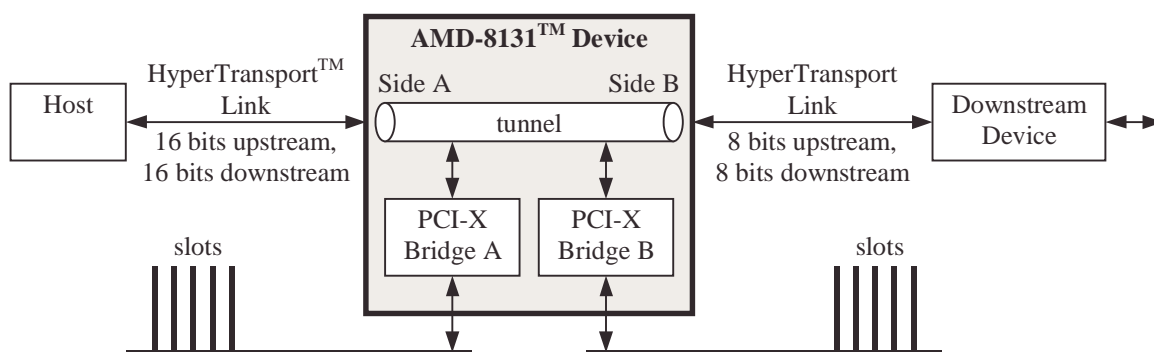 AMD-8131™ Device
HyperTransport™
Link
Side A
Side B
HyperTransport
Link
Host
tunnel
Downstream
Device
16 bits upstream,
16 bits downstream
8 bits upstream,
8 bits downstream
PCI-X
Bridge A
PCI-X
Bridge B
slots
slots